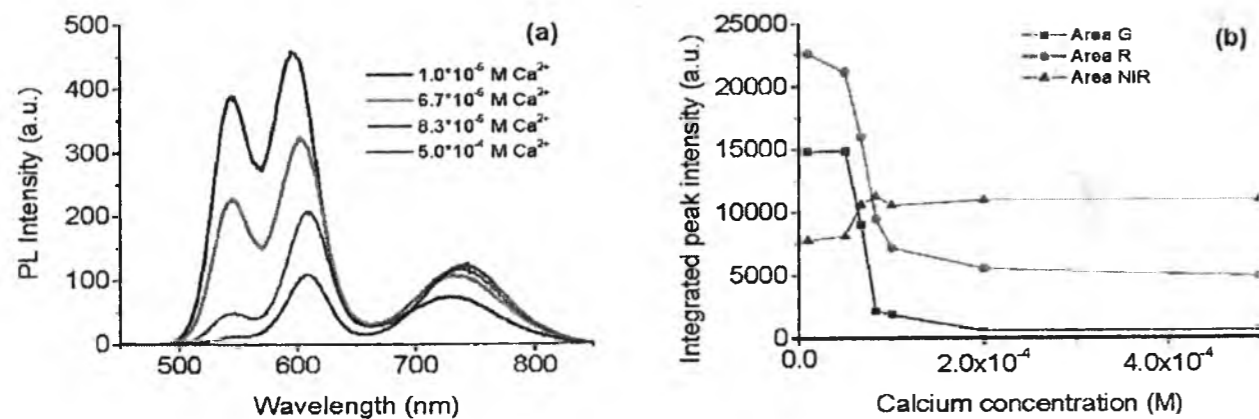 500
400
300
200
100
0
PL Intensity (a.u.)
500 600 700 800
Wavelength (nm)
(a)
1.0*10⁻⁵ M Ca²⁺
6.7*10⁻⁵ M Ca²⁺
8.3*10⁻⁵ M Ca²⁺
5.0*10⁻⁴ M Ca²⁺
25000
20000
15000
10000
5000
0
Integrated peak intensity (a.u.)
0.0 2.0x10⁻⁴ 4.0x10⁻⁴
Calcium concentration (M)
Area G
Area R
Area NIR
(b)